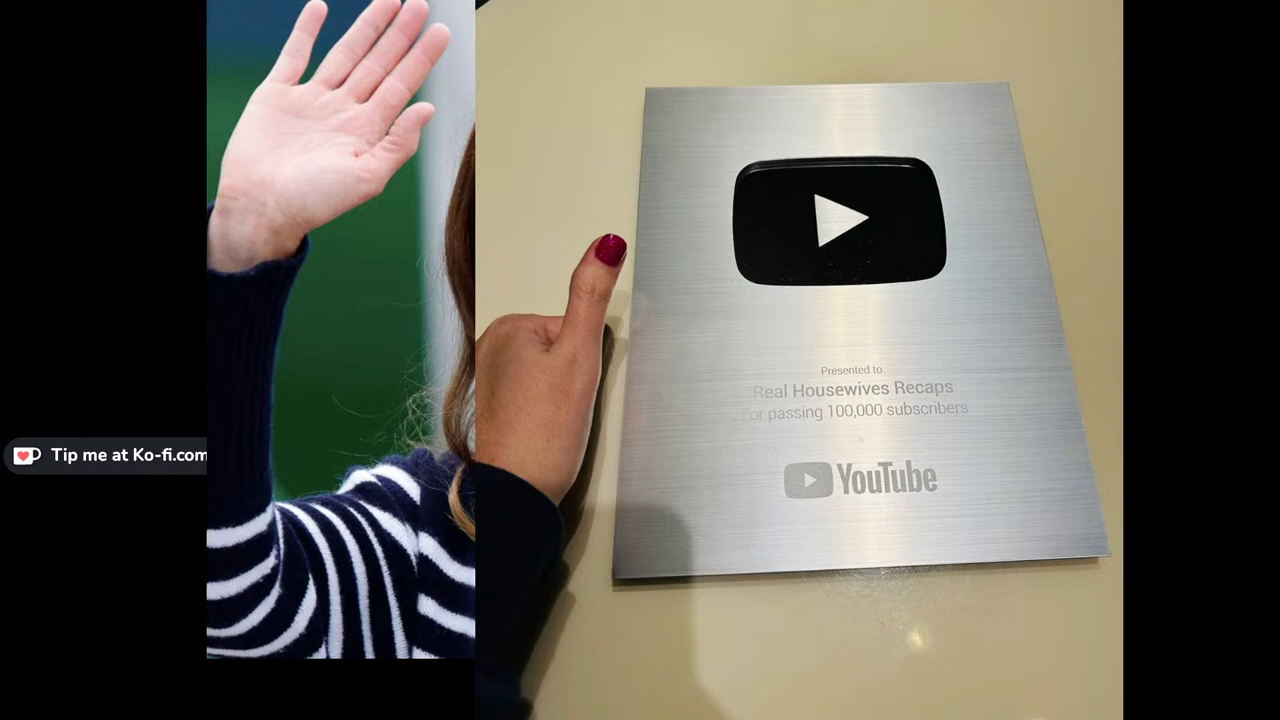 Tip me at Ko-fi.com
Presented to
Real Housewives Recaps
For passing 100,000 subscribers
YouTube